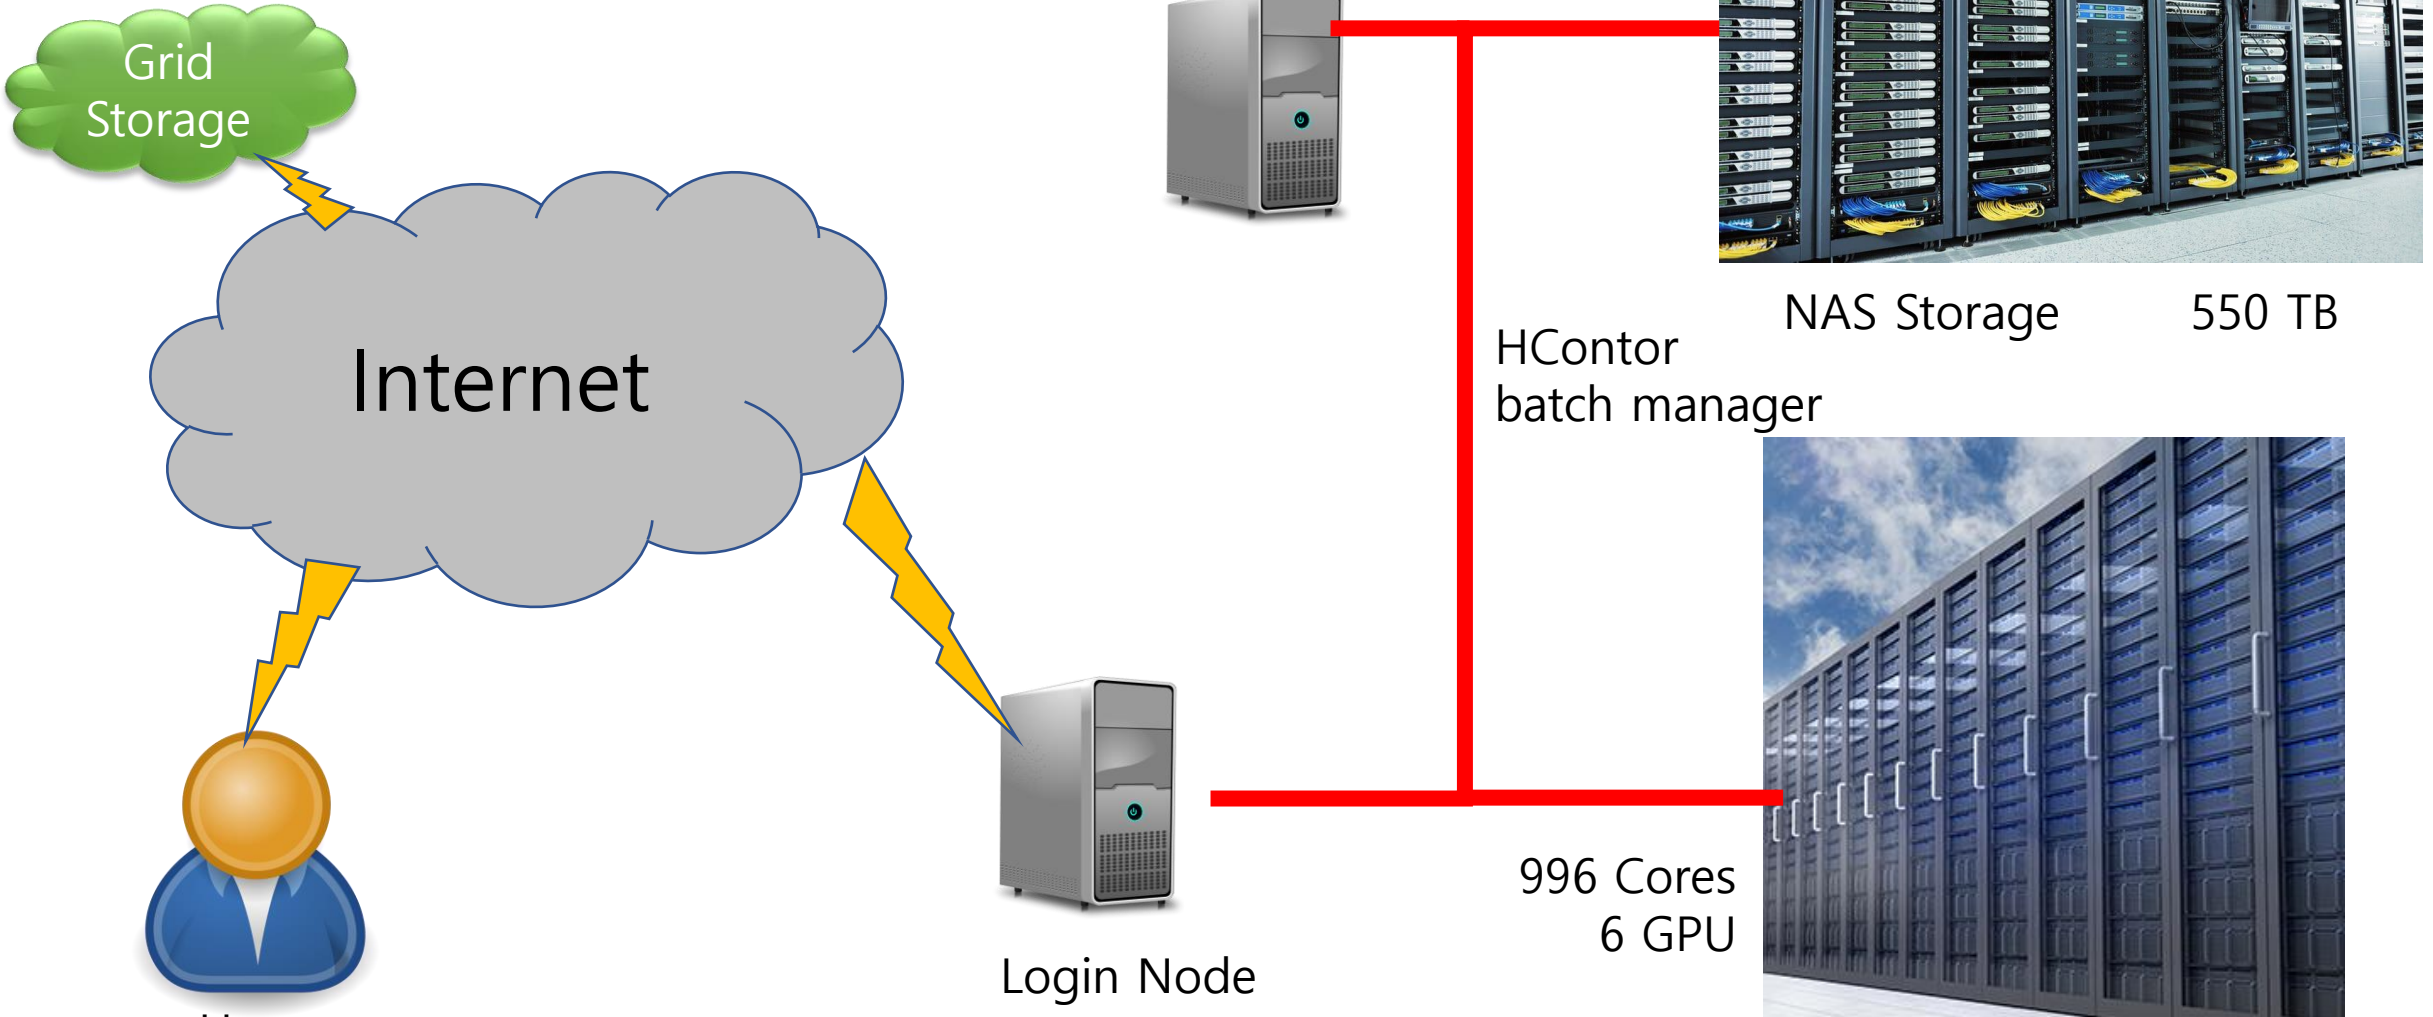 Grid
Storage
Internet
NAS Storage 550 TB
HContor
batch manager
996 Cores
6 GPU
Login Node